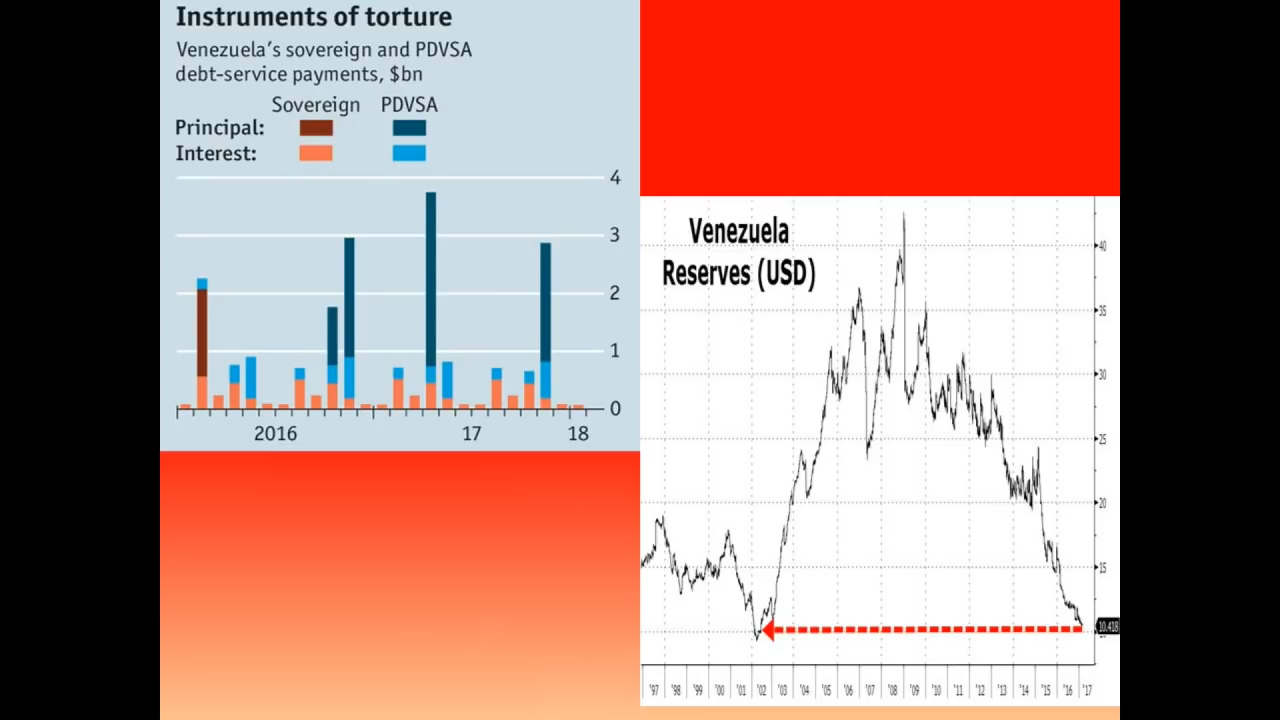 Instruments of torture
Venezuela's sovereign and PDVSA
debt-service payments, $bn
Sovereign PDVSA
Principal:
Interest:
4
3
2
1
0
2016 17 18
Venezuela
Reserves (USD)
40
35
30
25
20
15
10.418
'97 '98 '99 '00 '01 '02 '03 '04 '05 '06 '07 '08 '09 '10 '11 '12 '13 '14 '15 '16 '17